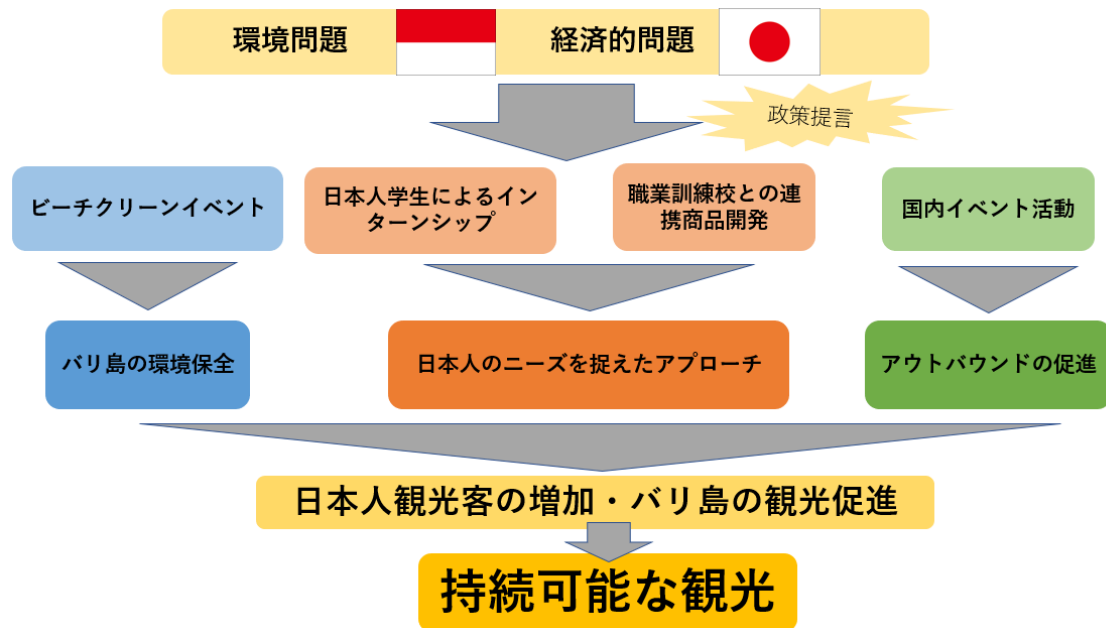 環境問題
経済的問題
政策提言
ビーチクリーンイベント
日本人学生によるイン
ターンシップ
職業訓練校との連
携商品開発
国内イベント活動
バリ島の環境保全
日本人のニーズを捉えたアプローチ
アウトバウンドの促進
日本人観光客の増加・バリ島の観光促進
持続可能な観光